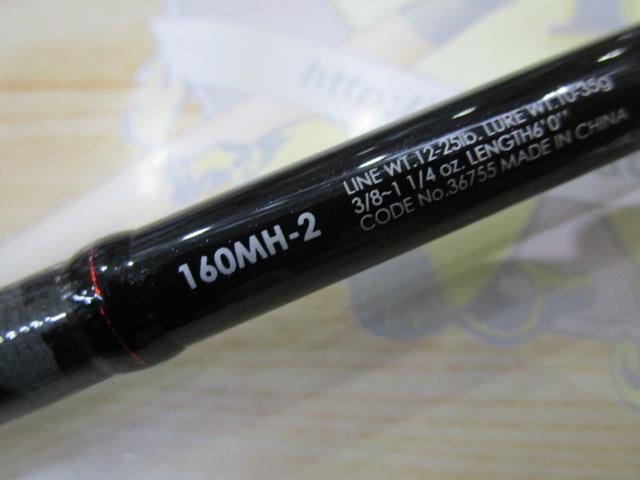 http:/
160MH-2
LINE WT.12-25lb. LURE WT.10-35g
3/8~1 1/4 oz. LENGTH6'0"
CODE No.36755 MADE IN CHINA